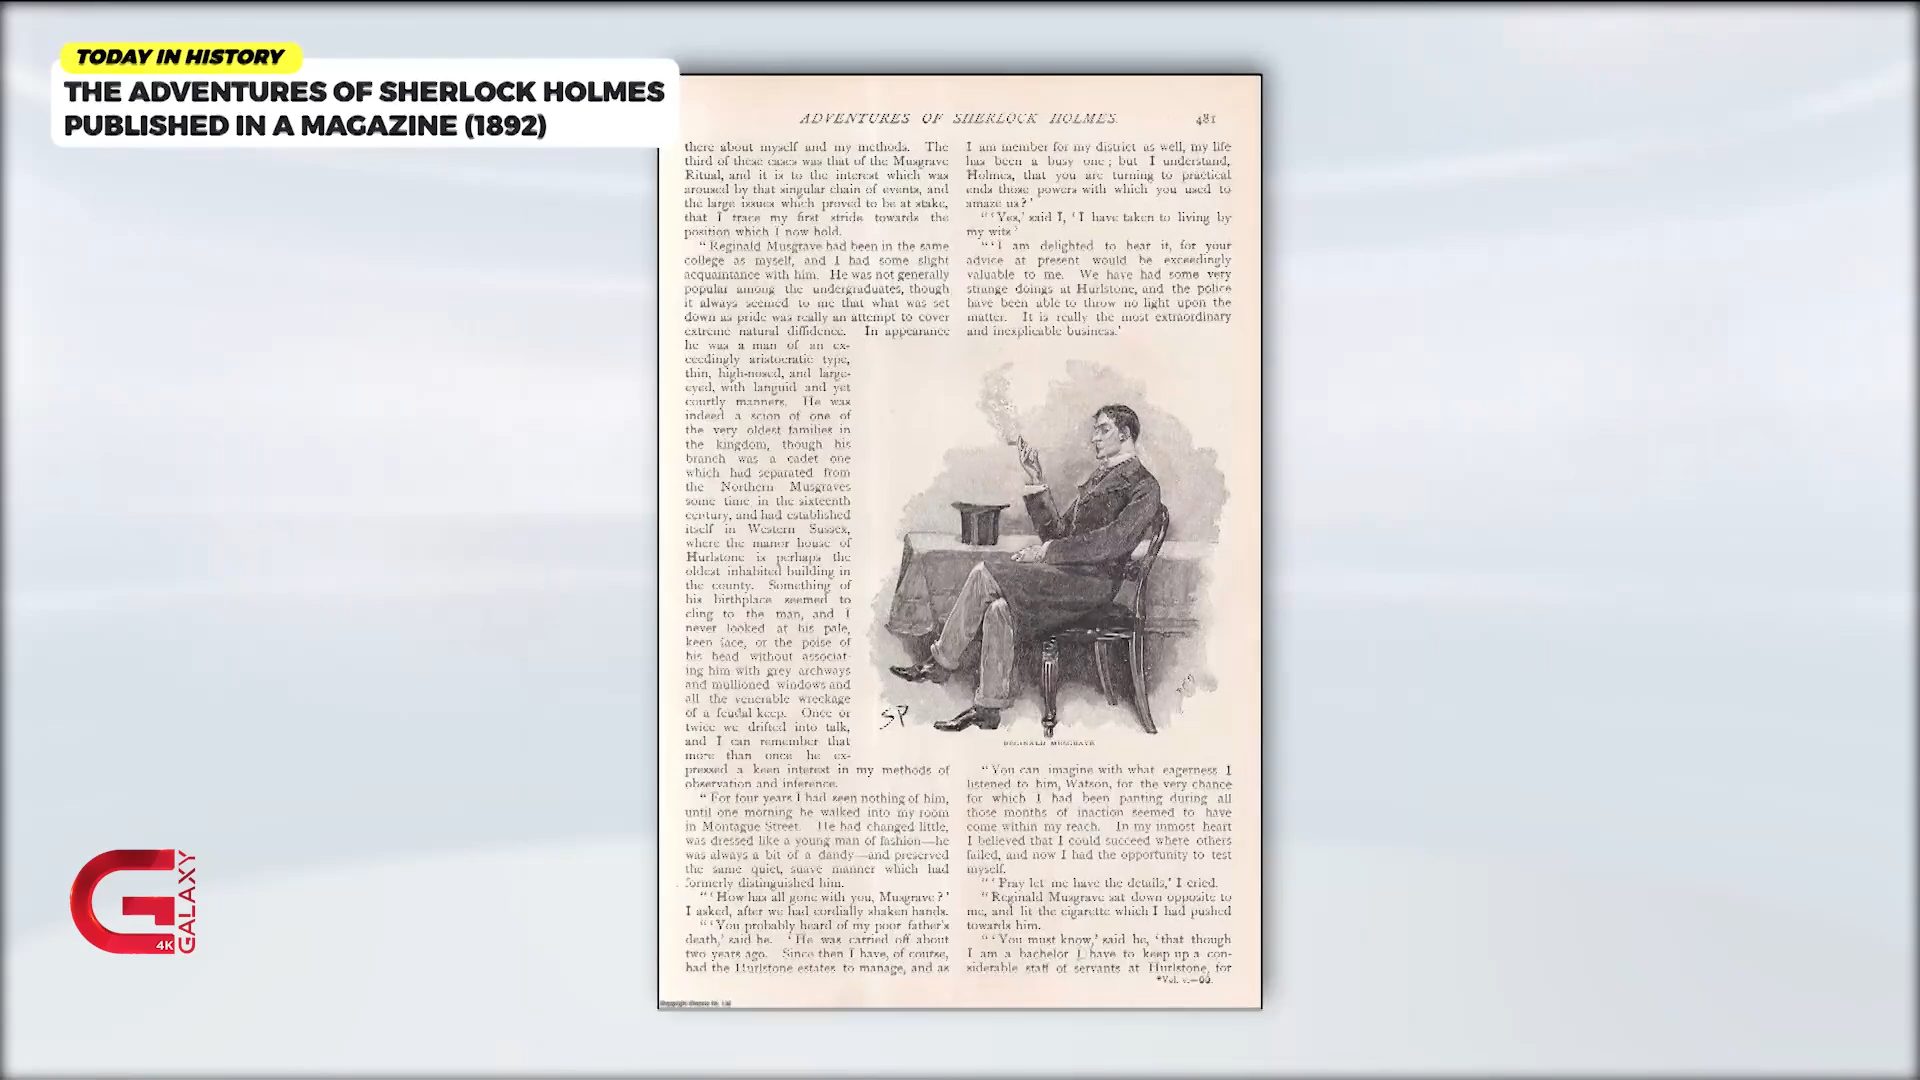 TODAY IN HISTORY
THE ADVENTURES OF SHERLOCK HOLMES
PUBLISHED IN A MAGAZINE (1892)
ADVENTURES OF SHERLOCK HOLMES.
481
there about myself and my methods. The
third of these cases was that of the Musgrave
Ritual, and it is to the interest which was
aroused by that singular chain of events, and
the large issues which proved to be at stake,
that I trace my first stride towards the
position which I now hold.
"Reginald Musgrave had been in the same
college as myself, and I had some slight
acquaintance with him. He was not generally
popular among the undergraduates, though
it always seemed to me that what was set
down as pride was really an attempt to cover
extreme natural diffidence. In appearance
he was a man of an ex-
ceedingly aristocratic type,
thin, high-nosed, and large-
eyed, with languid and yet
courtly manners. He was
indeed a scion of one of
the very oldest families in
the kingdom, though his
branch was a cadet one
which had separated from
the Northern Musgraves
some time in the sixteenth
century, and had established
itself in Western Sussex,
where the manor house of
Hurlstone is perhaps the
oldest inhabited building in
the county. Something of
his birthplace seemed to
cling to the man, and I
never looked at his pale,
keen face, or the poise of
his head without associat-
ing him with grey archways
and mullioned windows and
all the venerable wreckage
of a feudal keep. Once or
twice we drifted into talk,
and I can remember that
more than once he ex-
pressed a keen interest in my methods of
observation and inference.
"For four years I had seen nothing of him,
until one morning he walked into my room
in Montague Street. He had changed little,
was dressed like a young man of fashion—he
was always a bit of a dandy—and preserved
the same quiet, suave manner which had
formerly distinguished him.
"'How has all gone with you, Musgrave?'
I asked, after we had cordially shaken hands.
"'You probably heard of my poor father's
death,' said he. 'He was carried off about
two years ago. Since then I have, of course,
had the Hurlstone estates to manage, and as
I am member for my district as well, my life
has been a busy one; but I understand,
Holmes, that you are turning to practical
ends those powers with which you used to
amaze us?'
"'Yes,' said I, 'I have taken to living by
my wits'
"'I am delighted to hear it, for your
advice at present would be exceedingly
valuable to me. We have had some very
strange doings at Hurlstone, and the police
have been able to throw no light upon the
matter. It is really the most extraordinary
and inexplicable business.'
SP
REGINALD MUSGRAVE
"You can imagine with what eagerness I
listened to him, Watson, for the very chance
for which I had been panting during all
those months of inaction seemed to have
come within my reach. In my inmost heart
I believed that I could succeed where others
failed, and now I had the opportunity to test
myself.
"'Pray let me have the details,' I cried.
"Reginald Musgrave sat down opposite to
me, and lit the cigarette which I had pushed
towards him.
"'You must know,' said he, 'that though
I am a bachelor I have to keep up a con-
siderable staff of servants at Hurlstone, for
*Vol. v.—
4K
GALAXY